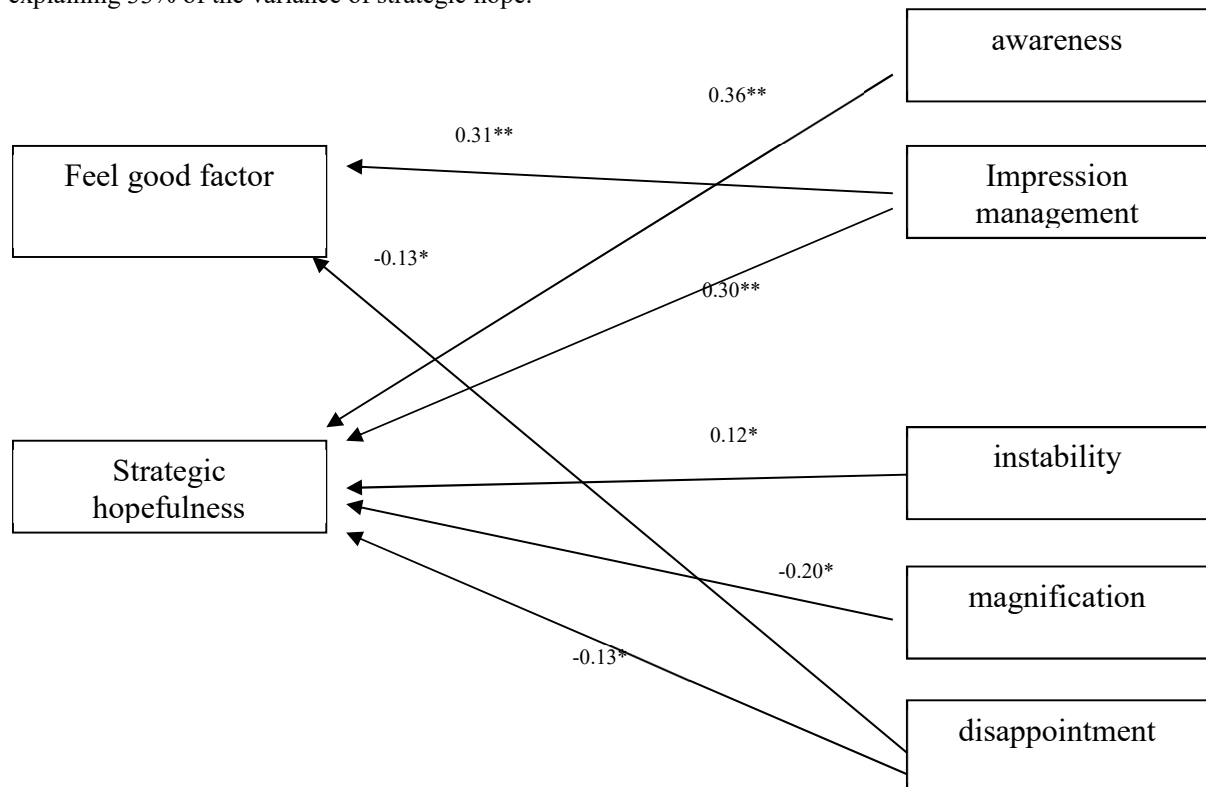 explaining 35% of the variance of strategic hope.
awareness
0.36**
0.31**
Feel good factor
Impression
management
-0.13*
0.30**
0.12*
instability
Strategic
hopefulness
-0.20*
magnification
-0.13*
disappointment